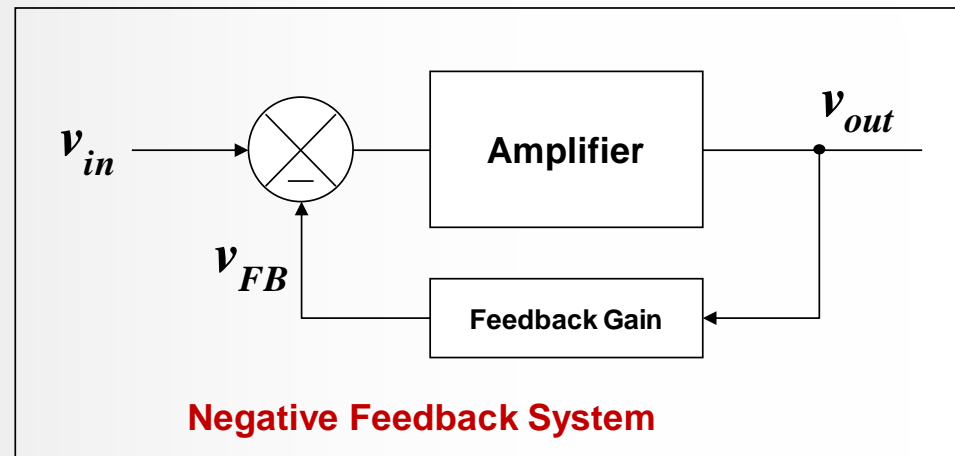 v_in
Amplifier
v_out
−
v_FB
Feedback Gain
Negative Feedback System